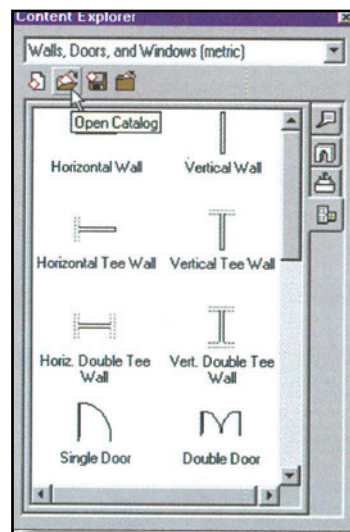 Content Explorer
Walls, Doors, and Windows (metric)
Open Catalog
Horizontal Wall
Vertical Wall
Horizontal Tee Wall
Vertical Tee Wall
Horiz. Double Tee
Wall
Vert. Double Tee
Wall
Single Door
Double Door